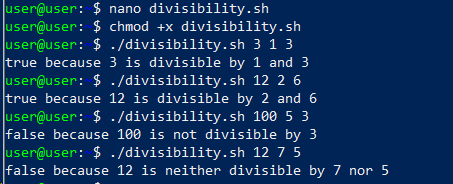 user@user: $ nano divisibility.sh
user@user: $ chmod +x divisibility.sh
user@user: $ ./divisibility.sh 3 1 3
true because 3 is divisible by 1 and 3
user@user: $ ./divisibility.sh 12 2 6
true because 12 is divisible by 2 and 6
user@user: $ ./divisibility.sh 100 5 3
false because 100 is not divisible by 3
user@user: $ ./divisibility.sh 12 7 5
false because 12 is neither divisible by 7 nor 5